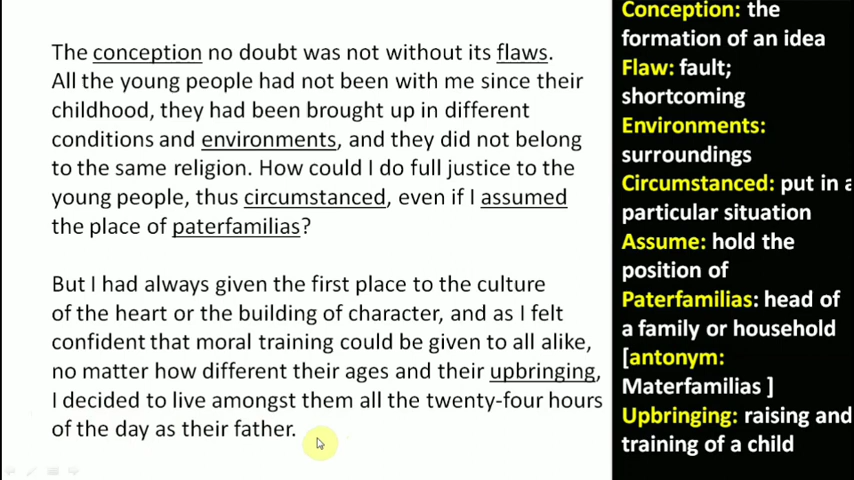 The conception no doubt was not without its flaws.
All the young people had not been with me since their
childhood, they had been brought up in different
conditions and environments, and they did not belong
to the same religion. How could I do full justice to the
young people, thus circumstanced, even if I assumed
the place of paterfamilias?
But I had always given the first place to the culture
of the heart or the building of character, and as I felt
confident that moral training could be given to all alike,
no matter how different their ages and their upbringing,
I decided to live amongst them all the twenty-four hours
of the day as their father.
Conception: the
formation of an idea
Flaw: fault;
shortcoming
Environments:
surroundings
Circumstanced: put in a
particular situation
Assume: hold the
position of
Paterfamilias: head of
a family or household
[antonym:
Materfamilias ]
Upbringing: raising and
training of a child